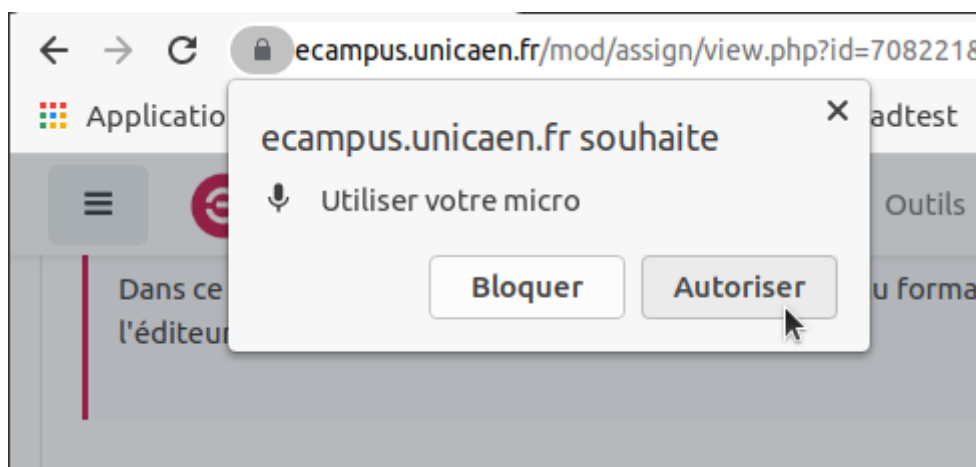 ecampus.unicaen.fr/mod/assign/view.php?id=708221&
Applicatio
adtest
ecampus.unicaen.fr souhaite
Utiliser votre micro
Outils
Bloquer
Autoriser
Dans ce
u forma
l'éditeur